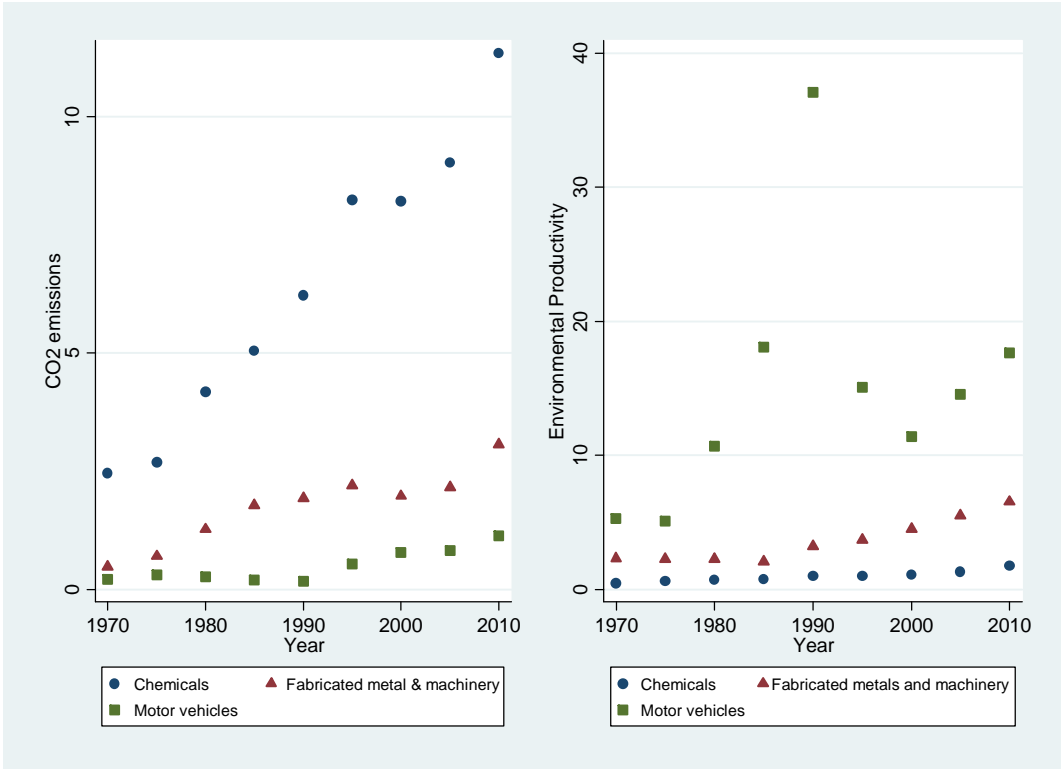 CO2 emissions
10
5
0
1970 1980 1990 2000 2010
Year
Chemicals Fabricated metal & machinery
Motor vehicles
Environmental Productivity
40
30
20
10
0
1970 1980 1990 2000 2010
Year
Chemicals Fabricated metals and machinery
Motor vehicles